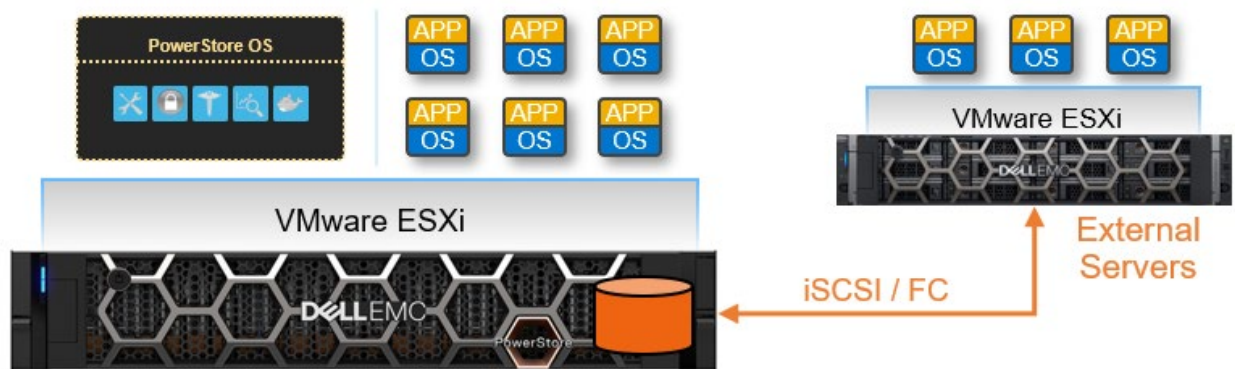 PowerStore OS
APP
OS
APP
OS
APP
OS
APP
OS
APP
OS
APP
OS
VMware ESXi
DELLEMC
PowerStore
APP
OS
APP
OS
APP
OS
VMware ESXi
DELLEMC
External
Servers
iSCSI / FC